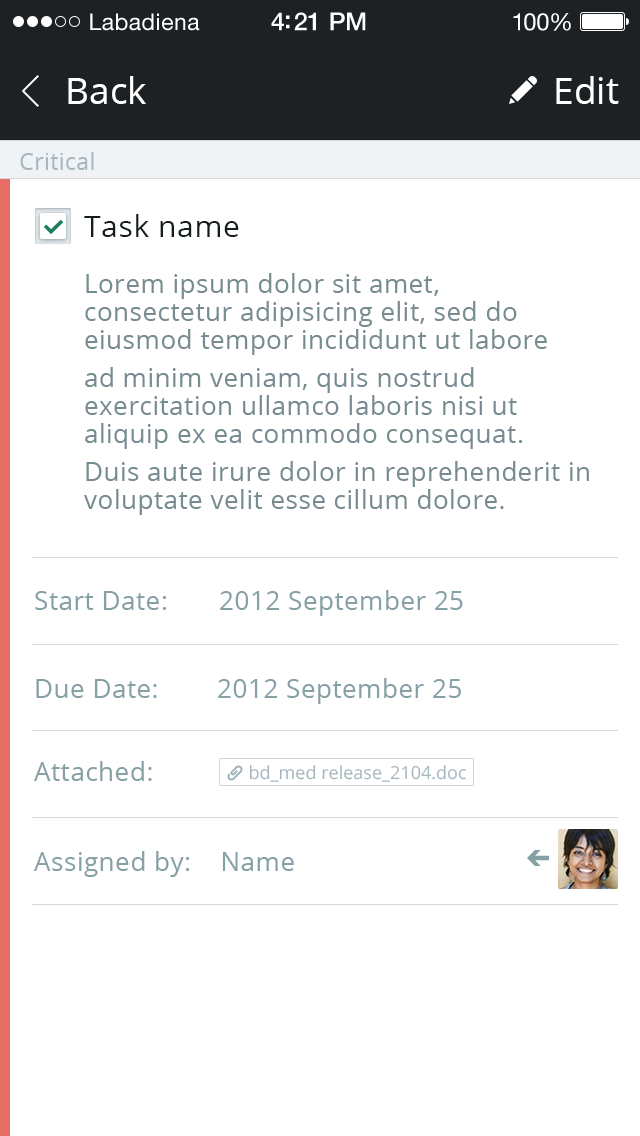 Labadiena 4:21 PM 100%
Back Edit
Critical
Task name
Lorem ipsum dolor sit amet,
consectetur adipisicing elit, sed do
eiusmod tempor incididunt ut labore
ad minim veniam, quis nostrud
exercitation ullamco laboris nisi ut
aliquip ex ea commodo consequat.
Duis aute irure dolor in reprehenderit in
voluptate velit esse cillum dolore.
Start Date: 2012 September 25
Due Date: 2012 September 25
Attached: bd_med release_2104.doc
Assigned by: Name